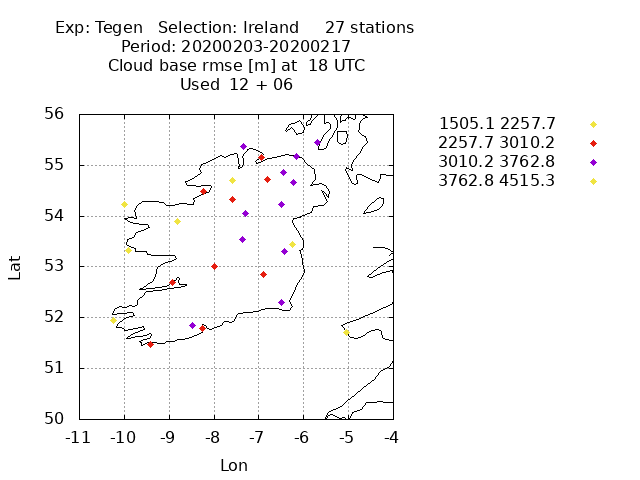 Exp: Tegen   Selection: Ireland     27 stations
Period: 20200203-20200217
Cloud base rmse [m] at  18 UTC
Used 12 + 06
1505.1 2257.7
2257.7 3010.2
3010.2 3762.8
3762.8 4515.3
56
55
54
53
52
51
50
Lat
-11 -10 -9 -8 -7 -6 -5 -4
Lon